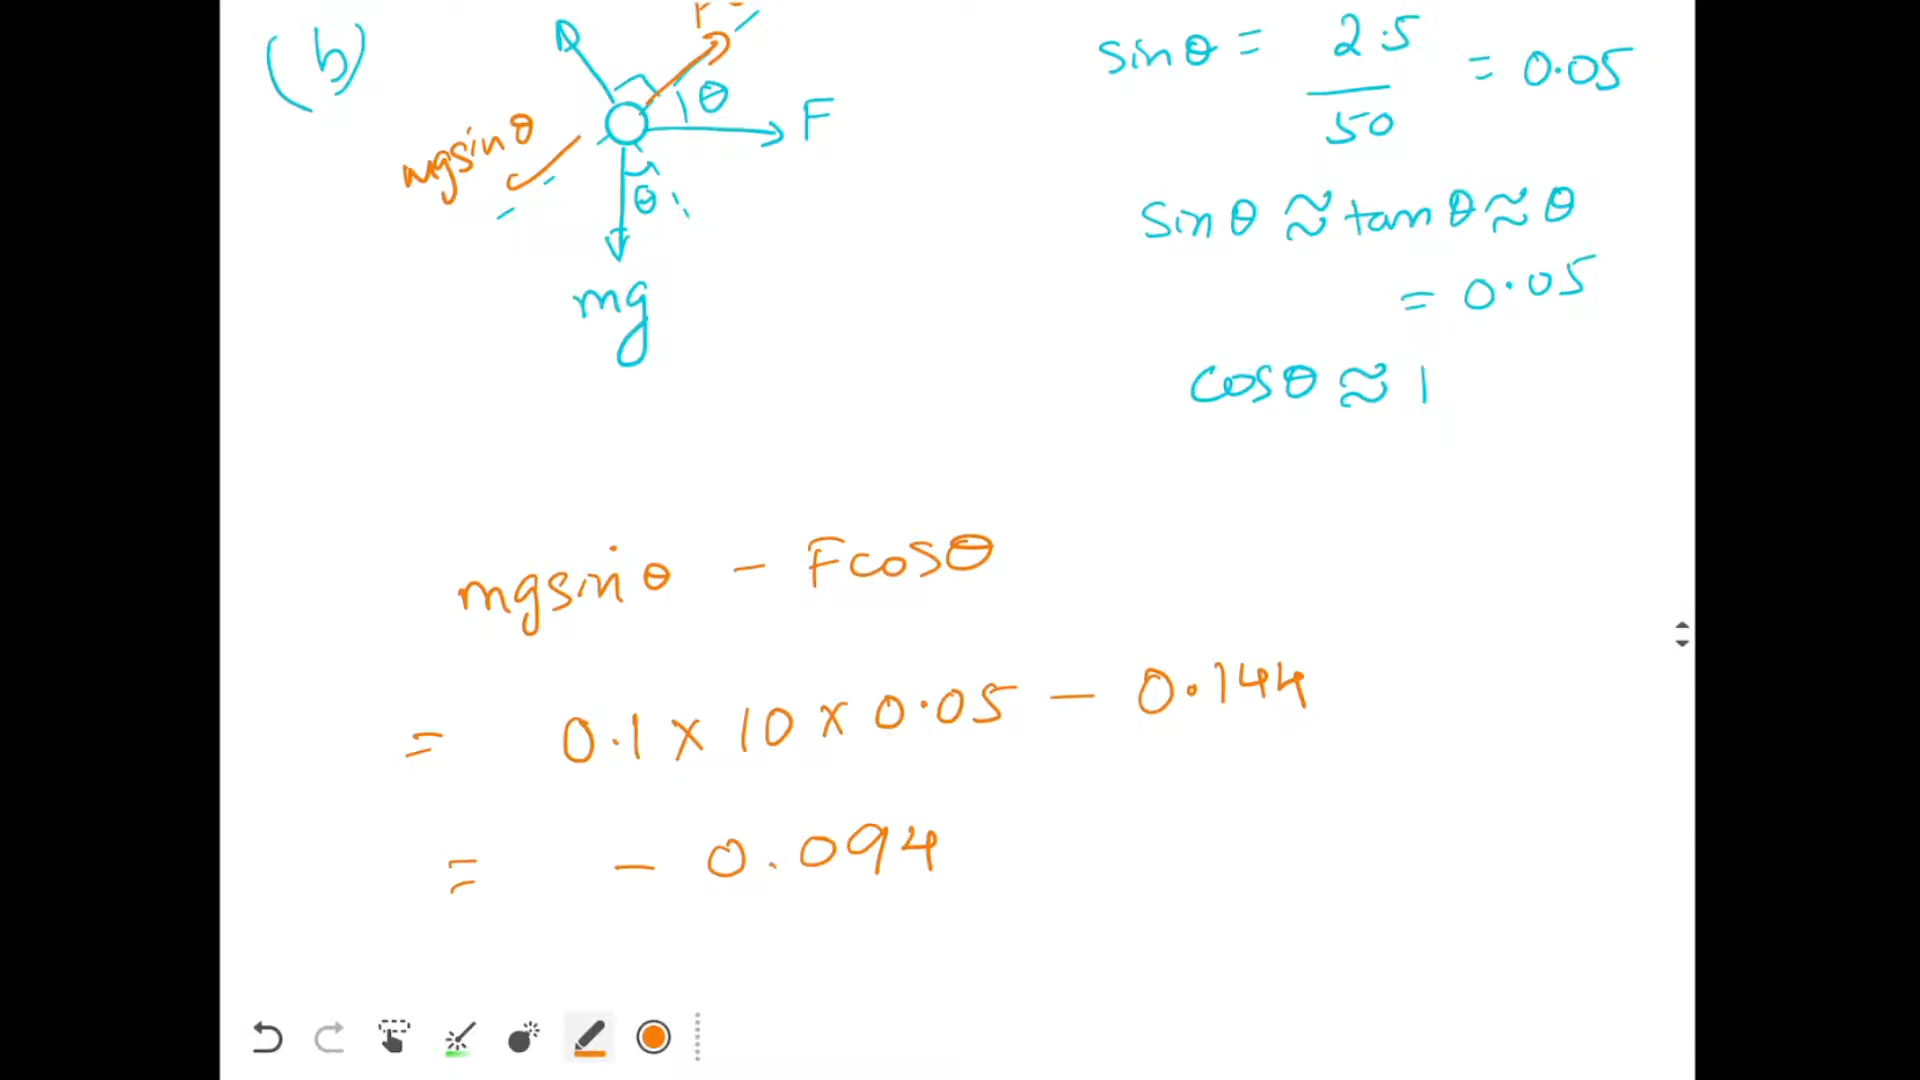 (b)
F
θ
F
mgsinθ
θ
mg
sinθ = 2.5 / 50 = 0.05
sinθ ≈ tanθ ≈ θ
= 0.05
cosθ ≈ 1
mgsinθ - Fcosθ
= 0.1 × 10 × 0.05 - 0.144
= - 0.094